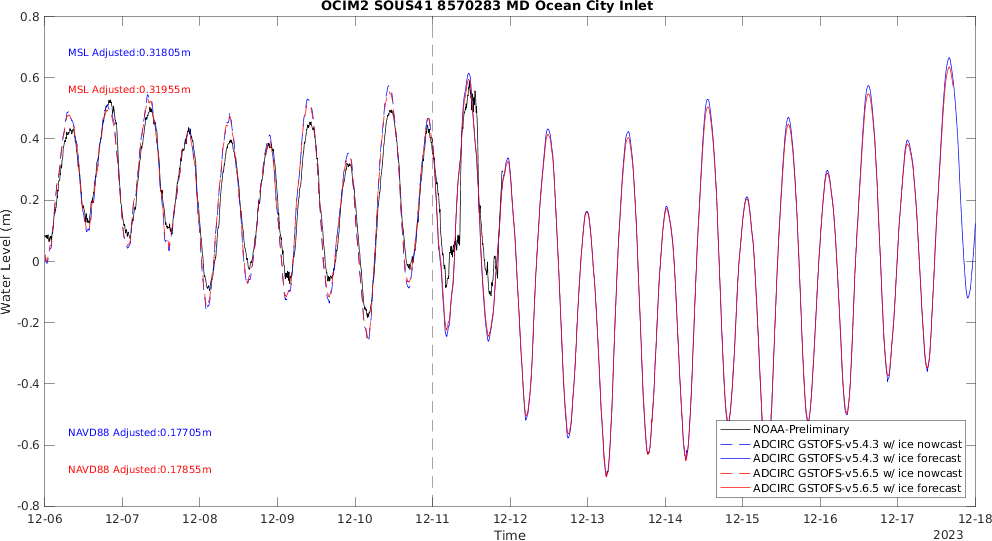 OCIM2 SOUS41 8570283 MD Ocean City Inlet
0.8
0.6
0.4
0.2
0
-0.2
-0.4
-0.6
-0.8
Water Level (m)
MSL Adjusted:0.31805m
MSL Adjusted:0.31955m
NAVD88 Adjusted:0.17705m
NAVD88 Adjusted:0.17855m
NOAA-Preliminary
ADCIRC GSTOFS-v5.4.3 w/ ice nowcast
ADCIRC GSTOFS-v5.4.3 w/ ice forecast
ADCIRC GSTOFS-v5.6.5 w/ ice nowcast
ADCIRC GSTOFS-v5.6.5 w/ ice forecast
12-06 12-07 12-08 12-09 12-10 12-11 12-12 12-13 12-14 12-15 12-16 12-17 12-18
Time
2023